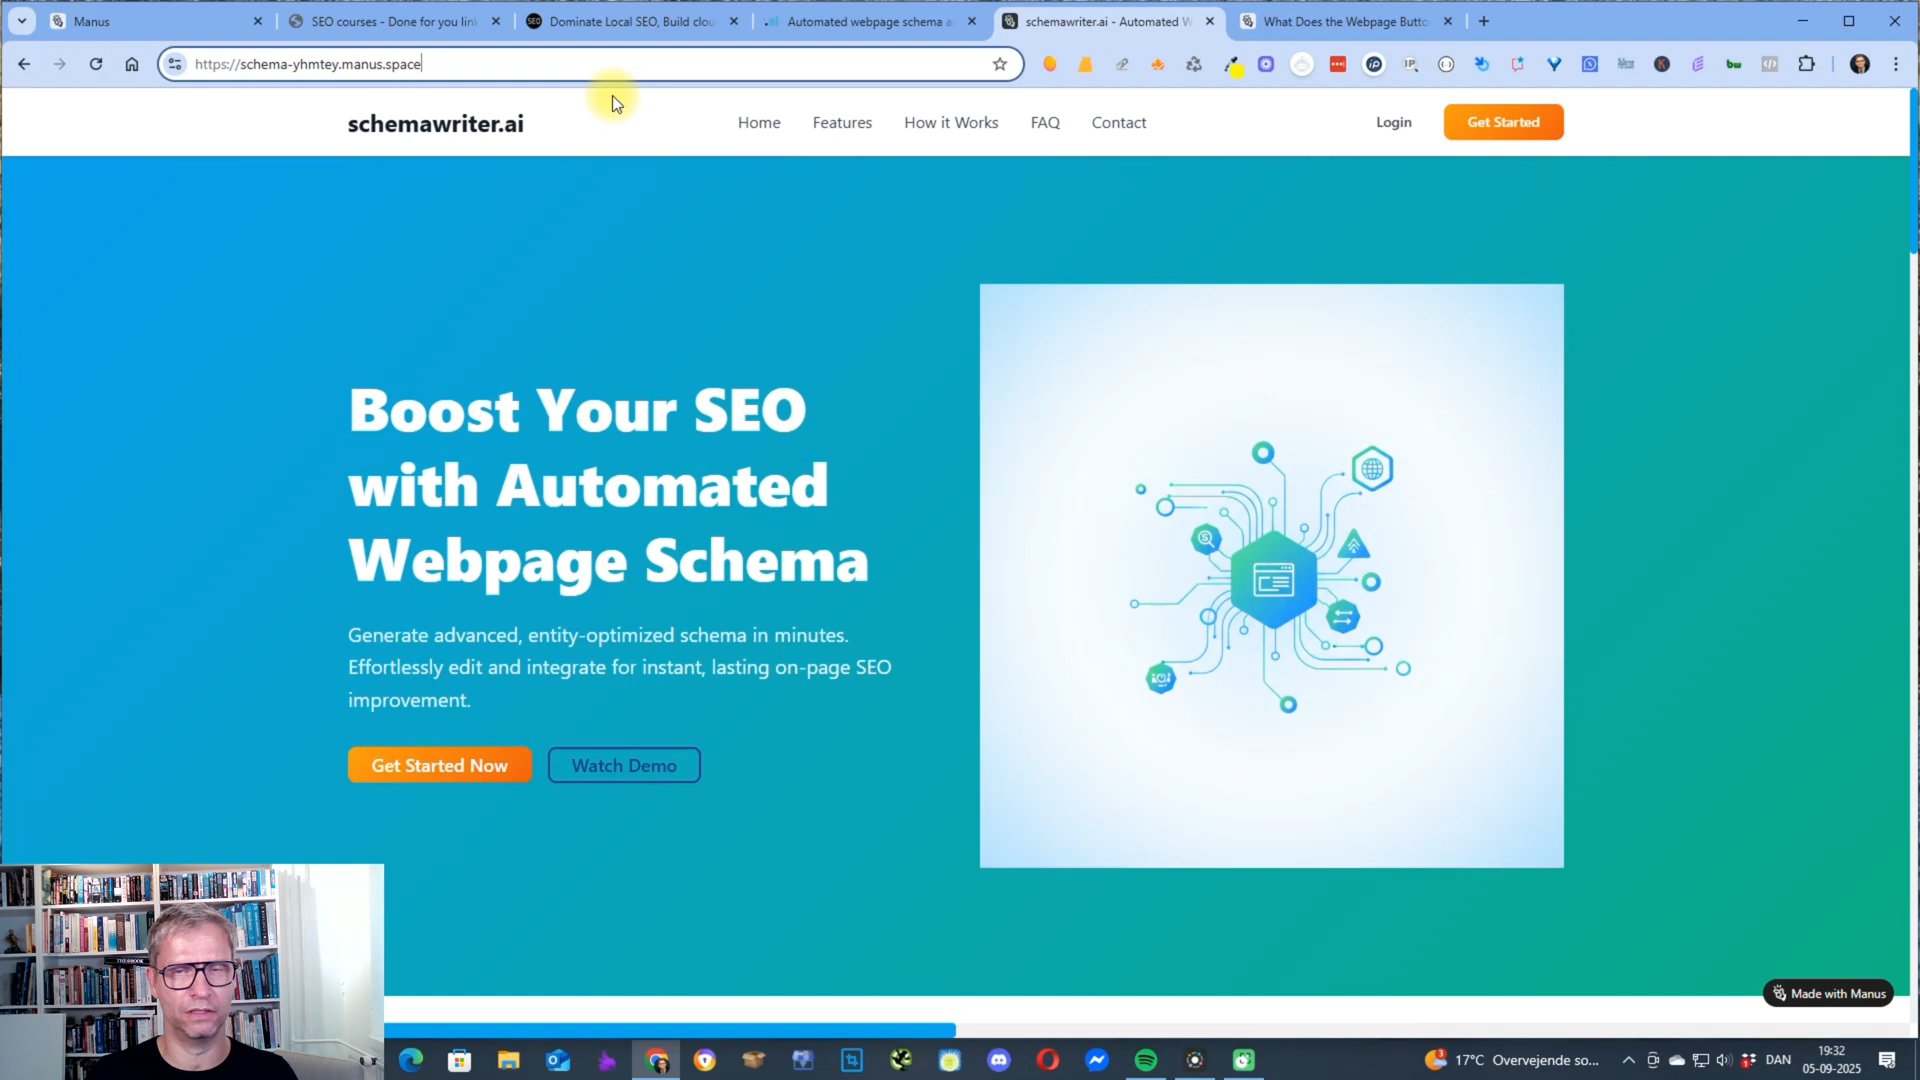 Manus
SEO courses - Done for you lin
Dominate Local SEO, Build clou
Automated webpage schema a
schemawriter.ai - Automated W
What Does the Webpage Butto
https://schema-yhmtey.manus.space
schemawriter.ai
Home
Features
How it Works
FAQ
Contact
Login
Get Started
Boost Your SEO
with Automated
Webpage Schema
Generate advanced, entity-optimized schema in minutes.
Effortlessly edit and integrate for instant, lasting on-page SEO
improvement.
Get Started Now
Watch Demo
Made with Manus
17°C Overvejende so...
DAN
19:32
05-09-2025